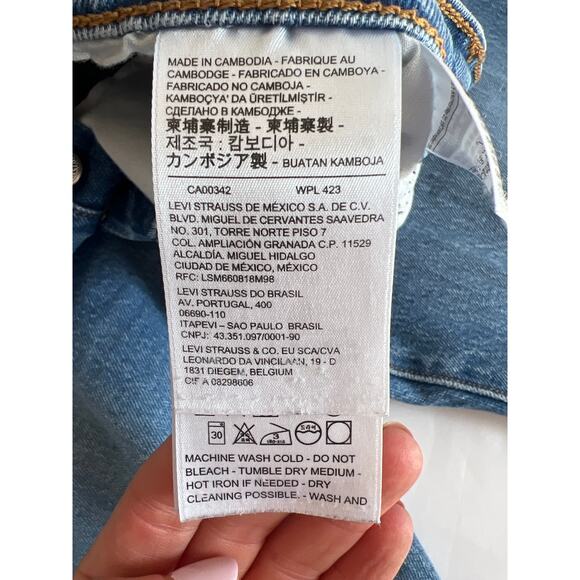 MADE IN CAMBODIA - FABRIQUE AU
CAMBODGE - FABRICADO EN CAMBOYA -
FABRICADO NO CAMBOJA -
KAMBOÇYA' DA ÜRETİLMİŞTİR -
СДЕЛАНО В КАМБОДЖЕ -
柬埔寨制造 - 柬埔寨製 -
제조국 : 캄보디아 -
カンボジア製 - BUATAN KAMBOJA
CA00342 WPL 423
LEVI STRAUSS DE MÉXICO S.A. DE C.V.
BLVD. MIGUEL DE CERVANTES SAAVEDRA
NO. 301, TORRE NORTE PISO 7
COL. AMPLIACIÓN GRANADA C.P. 11529
ALCALDÍA. MIGUEL HIDALGO
CIUDAD DE MÉXICO, MÉXICO
RFC: LSM660818M98
LEVI STRAUSS DO BRASIL
AV. PORTUGAL, 400
06690-110
ITAPEVI - SAO PAULO BRASIL
CNPJ: 43.351.097/0001-90
LEVI STRAUSS & CO. EU SCA/CVA
LEONARDO DA VINCILAAN, 19 - D
1831 DIEGEM, BELGIUM
CIF A 08298606
30 3
MACHINE WASH COLD - DO NOT
BLEACH - TUMBLE DRY MEDIUM -
HOT IRON IF NEEDED - DRY
CLEANING POSSIBLE. - WASH AND